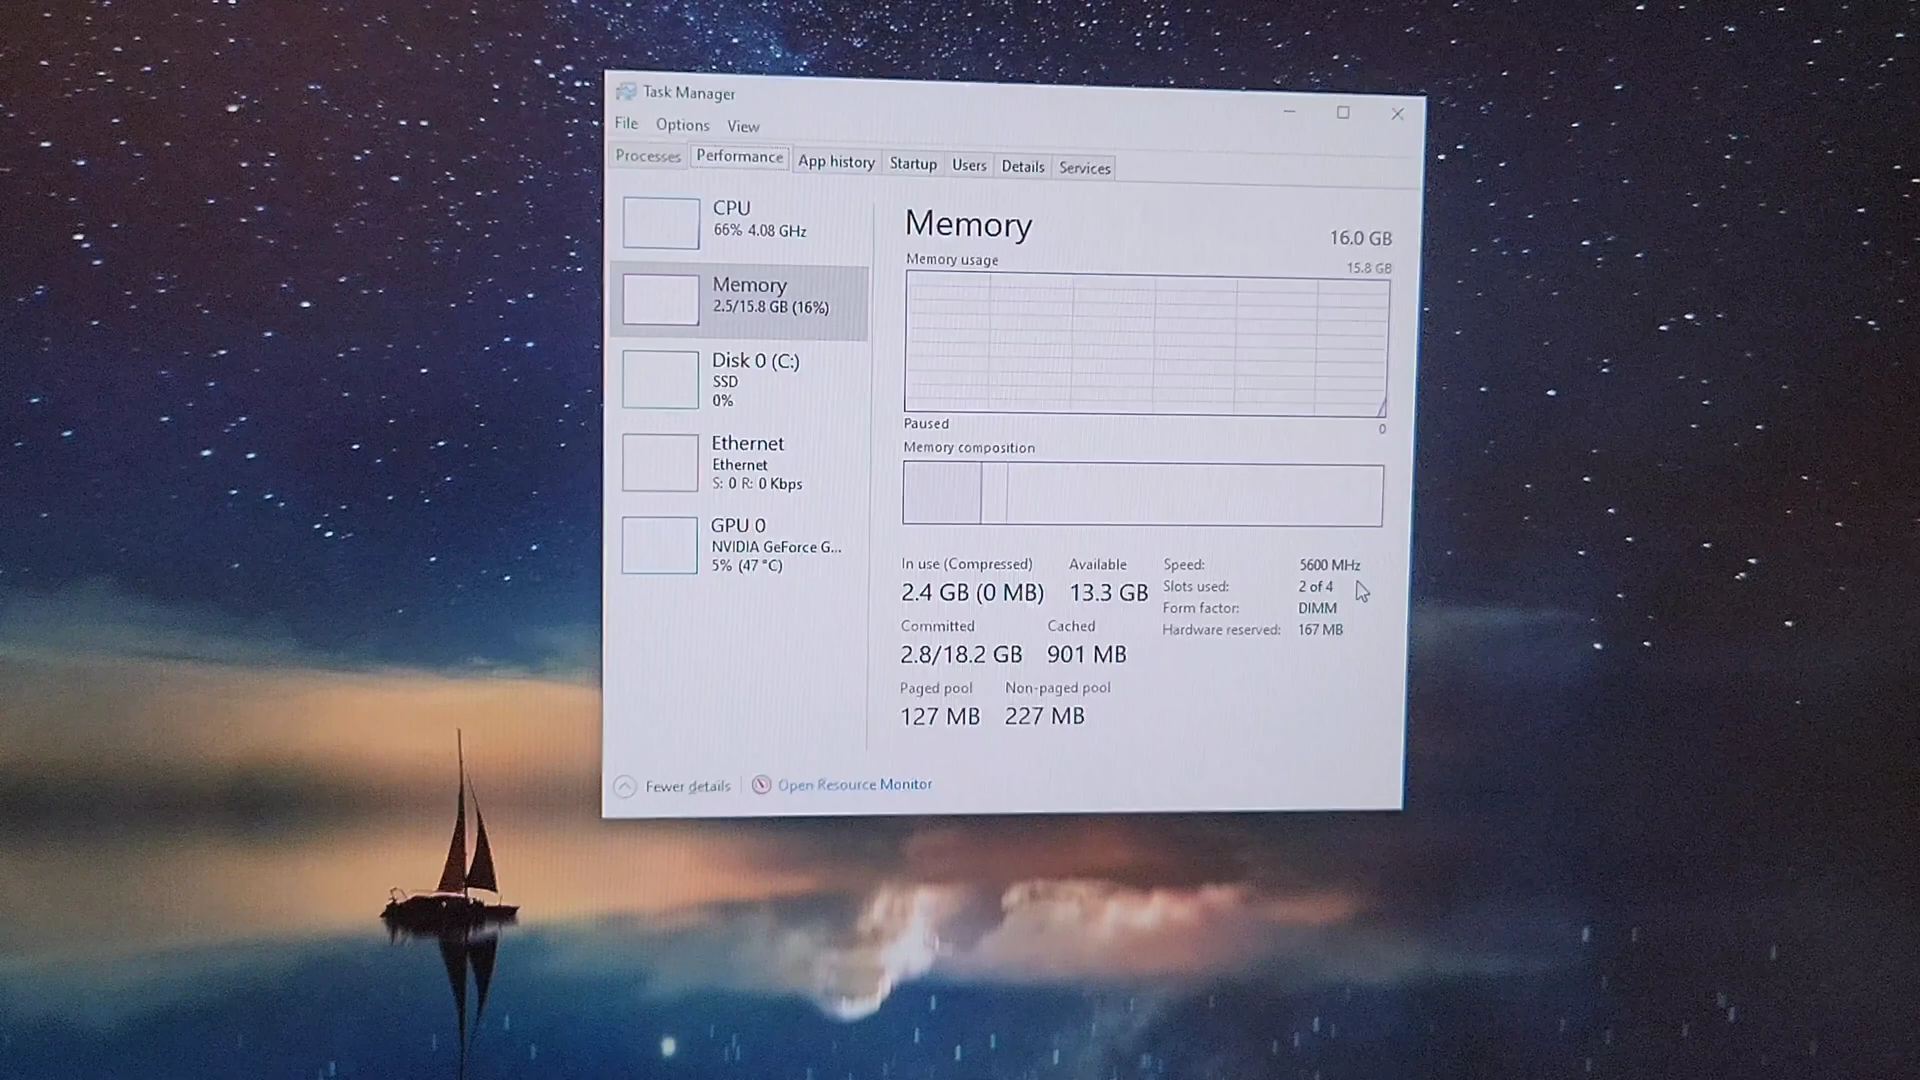 Task Manager
File Options View
Processes Performance App history Startup Users Details Services
CPU
66% 4.08 GHz
Memory
2.5/15.8 GB (16%)
Disk 0 (C:)
SSD
0%
Ethernet
Ethernet
S: 0 R: 0 Kbps
GPU 0
NVIDIA GeForce G...
5% (47 °C)
Memory 16.0 GB
Memory usage 15.8 GB
Paused 0
Memory composition
In use (Compressed) Available
2.4 GB (0 MB) 13.3 GB
Committed Cached
2.8/18.2 GB 901 MB
Paged pool Non-paged pool
127 MB 227 MB
Speed: 5600 MHz
Slots used: 2 of 4
Form factor: DIMM
Hardware reserved: 167 MB
Fewer details Open Resource Monitor